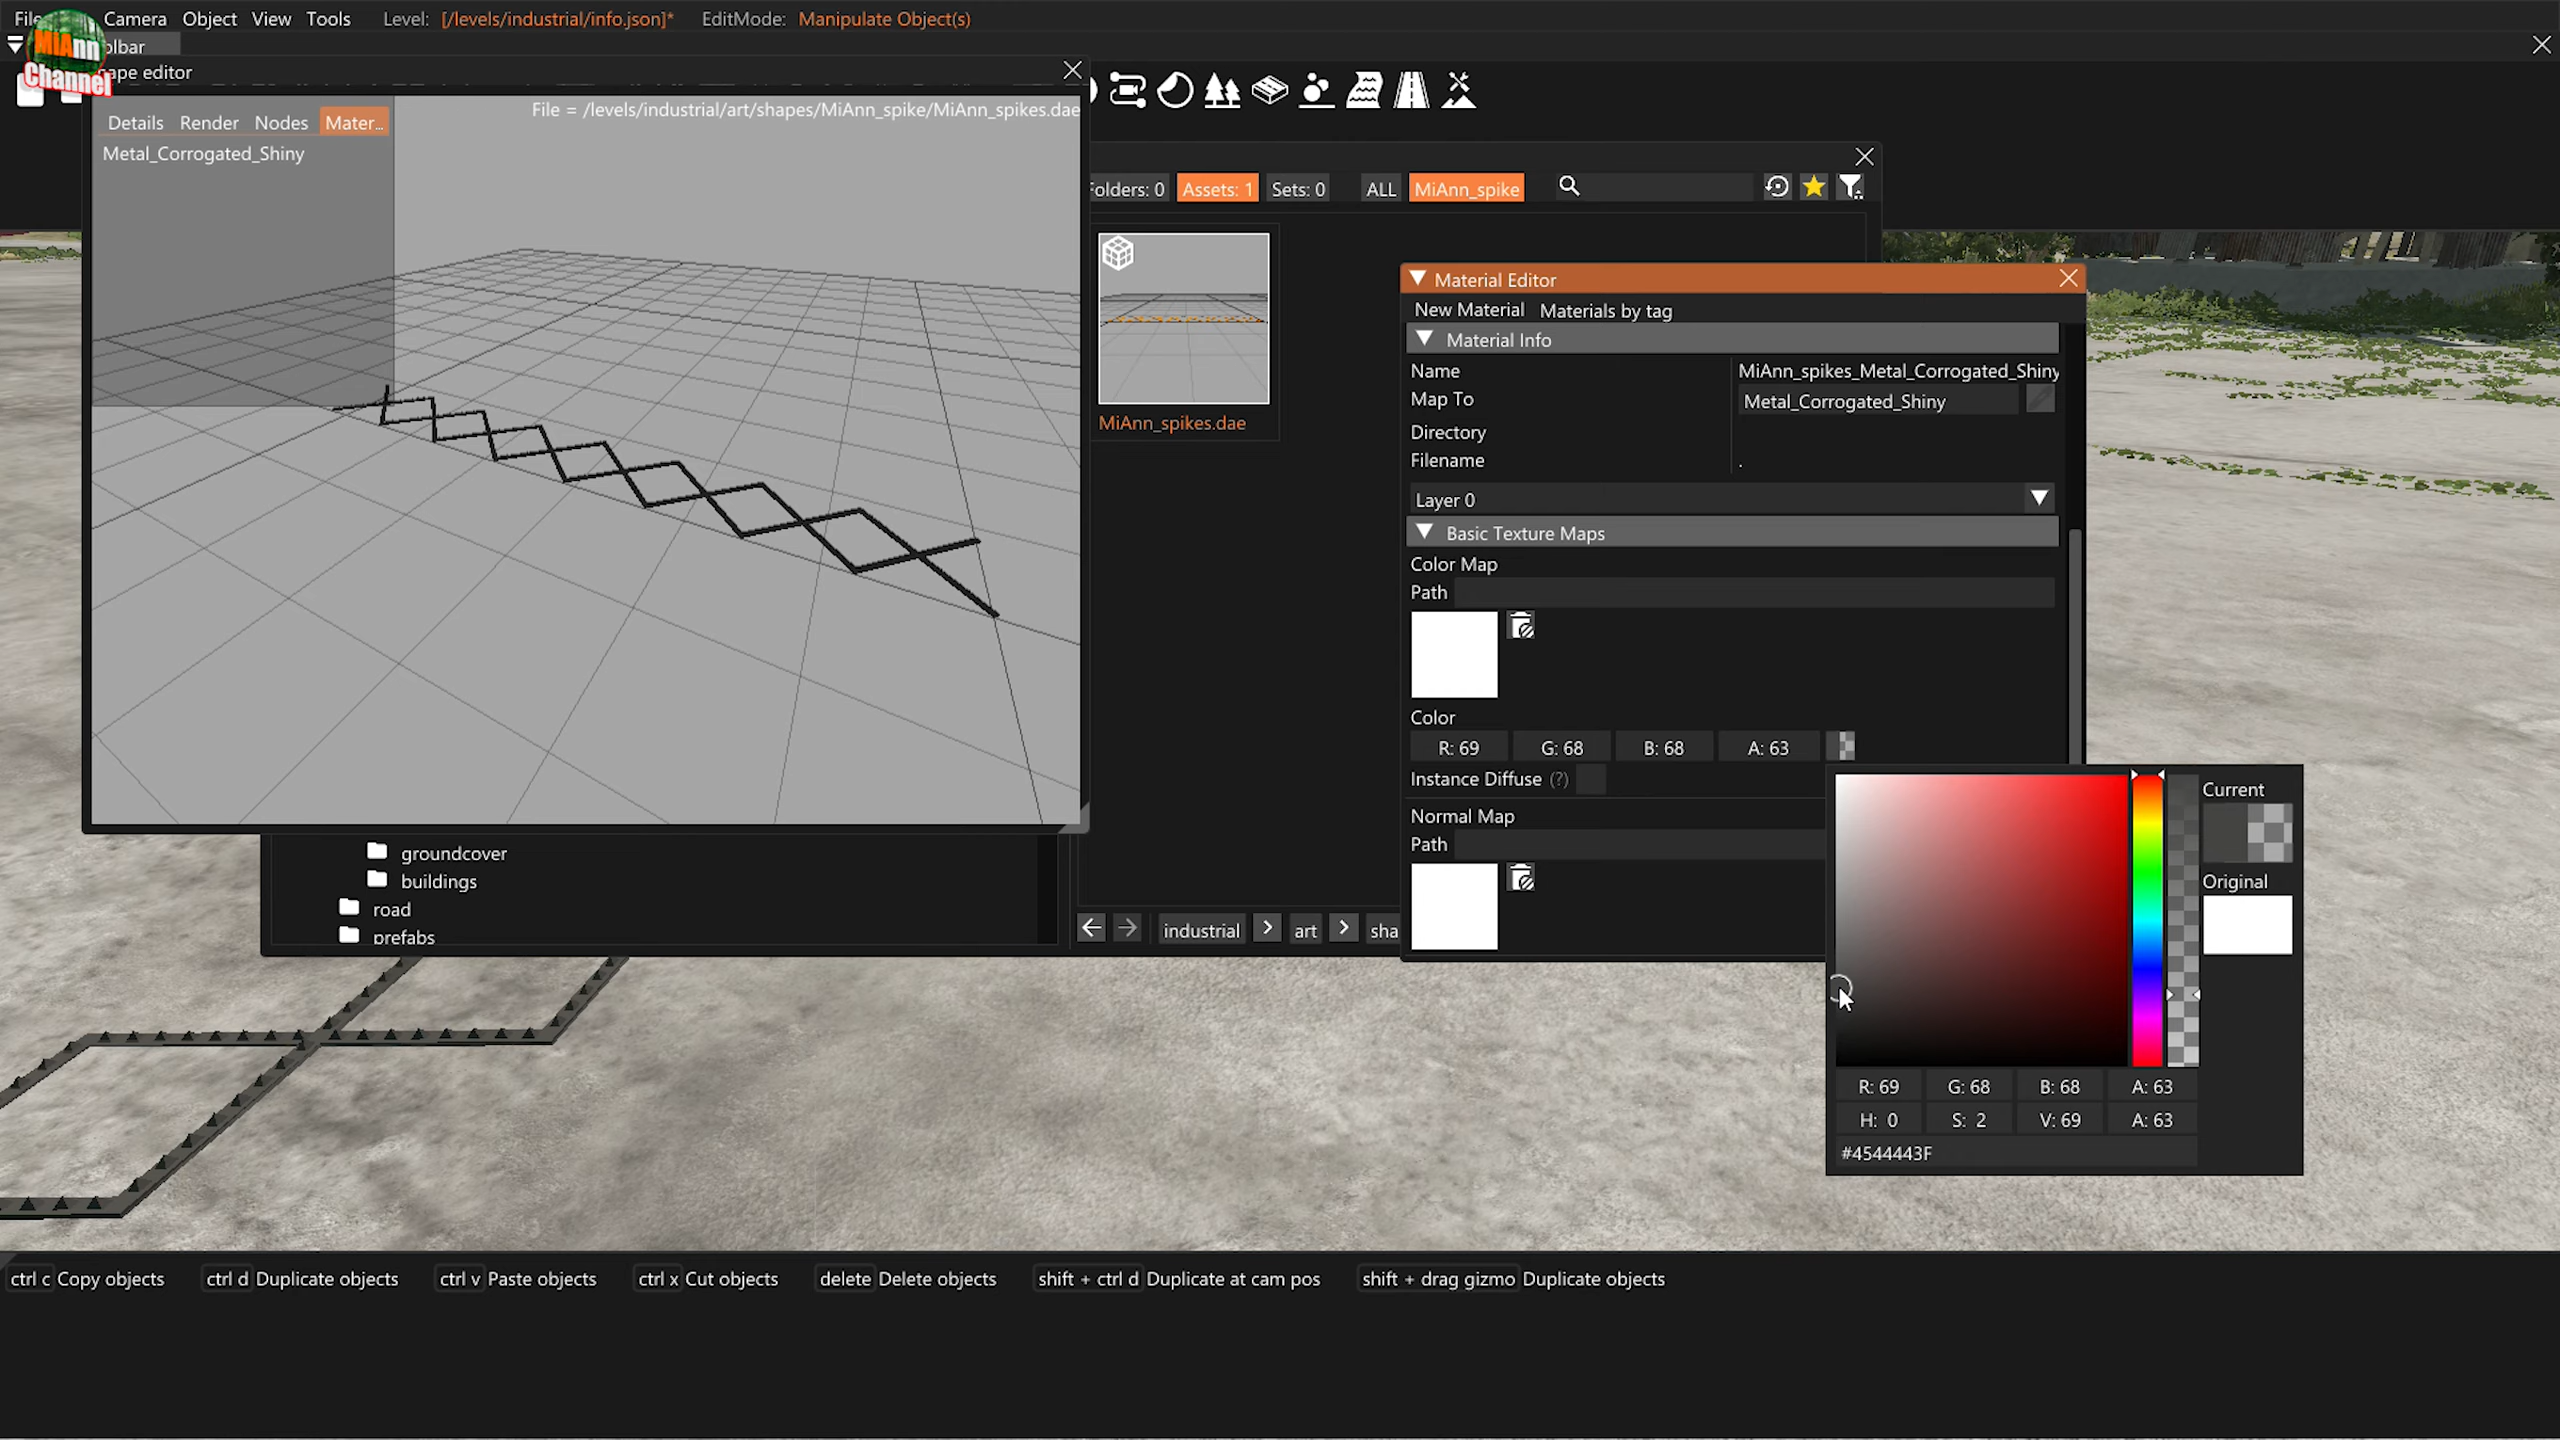 File Camera Object View Tools Level: [/levels/industrial/info.json]* EditMode: Manipulate Object(s)
MiAnn
Channel
olbar
ape editor
File = /levels/industrial/art/shapes/MiAnn_spike/MiAnn_spikes.dae
Details Render Nodes Mater...
Metal_Corrogated_Shiny
Folders: 0 Assets: 1 Sets: 0 ALL MiAnn_spike
MiAnn_spikes.dae
Material Editor
New Material Materials by tag
Material Info
Name MiAnn_spikes_Metal_Corrogated_Shiny
Map To Metal_Corrogated_Shiny
Directory
Filename .
Layer 0
Basic Texture Maps
Color Map
Path
Color
R: 69 G: 68 B: 68 A: 63
Instance Diffuse (?)
Normal Map
Path
Current
Original
R: 69 G: 68 B: 68 A: 63
H: 0 S: 2 V: 69 A: 63
#4544443F
groundcover
buildings
road
prefabs
industrial > art > sha
ctrl c Copy objects ctrl d Duplicate objects ctrl v Paste objects ctrl x Cut objects delete Delete objects shift + ctrl d Duplicate at cam pos shift + drag gizmo Duplicate objects